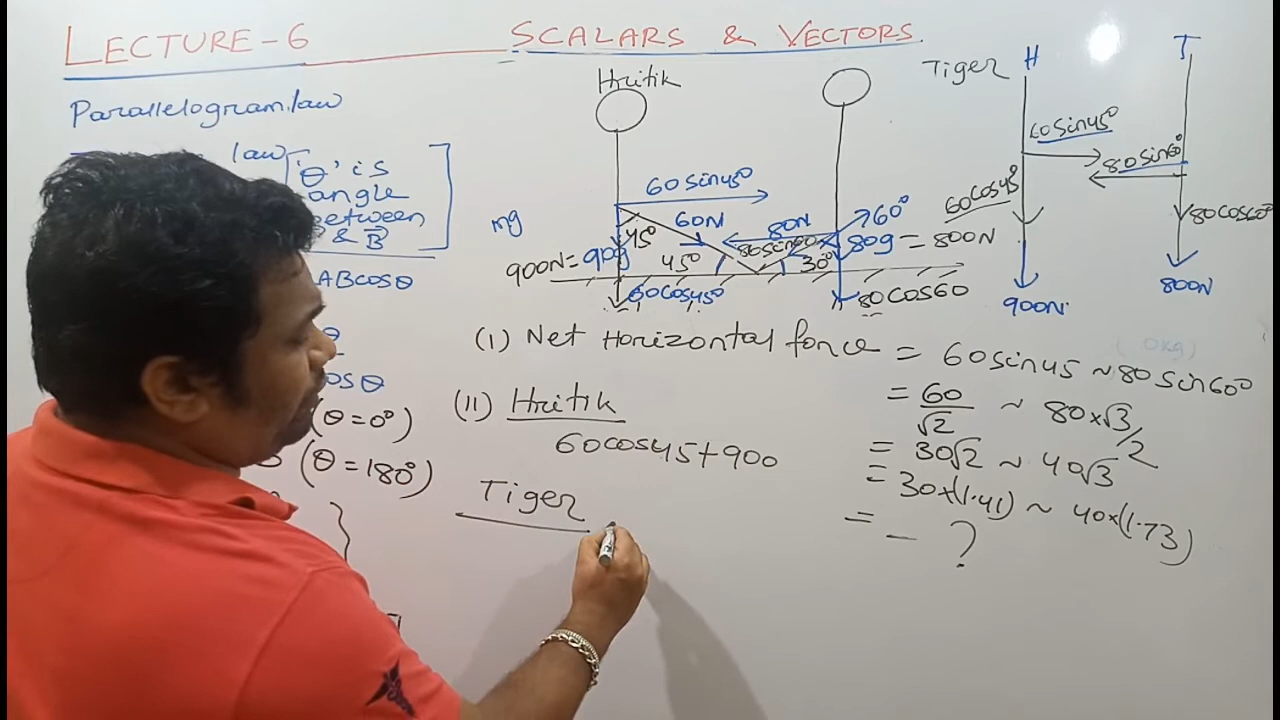 LECTURE-6
SCALARS & VECTORS
Parallelogram law
law
'θ' is
angle
between
& B⃗
ABcosθ
θ
cosθ
(θ=0°)
(θ=180°)
Hritik
Tiger
H
T
60sin45°
60N
80N
60°
45°
45°
80sin60
30°
mg
900N=90g
80g=800N
60cos45°
80cos60
60sin45°
80sin60°
60cos45°
80cos60°
900N
800N
(I) Net Horizontal force = 60sin45 ~ 80sin60°
= 60/√2 ~ 80×√3/2
= 30√2 ~ 40√3
= 30×(1.41) ~ 40×(1.73)
= - ?
(II) Hritik
60cos45+900
Tiger